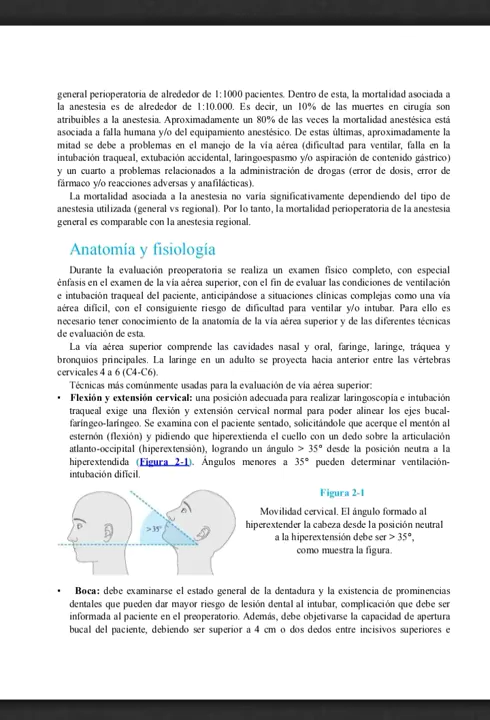 general perioperatoria de alrededor de 1:1000 pacientes. Dentro de esta, la mortalidad asociada a
la anestesia es de alrededor de 1:10.000. Es decir, un 10% de las muertes en cirugía son
atribuibles a la anestesia. Aproximadamente un 80% de las veces la mortalidad anestésica está
asociada a falla humana y/o del equipamiento anestésico. De estas últimas, aproximadamente la
mitad se debe a problemas en el manejo de la vía aérea (dificultad para ventilar, falla en la
intubación traqueal, extubación accidental, laringoespasmo y/o aspiración de contenido gástrico)
y un cuarto a problemas relacionados a la administración de drogas (error de dosis, error de
fármaco y/o reacciones adversas y anafilácticas).
La mortalidad asociada a la anestesia no varía significativamente dependiendo del tipo de
anestesia utilizada (general vs regional). Por lo tanto, la mortalidad perioperatoria de la anestesia
general es comparable con la anestesia regional.
Anatomía y fisiología
Durante la evaluación preoperatoria se realiza un examen físico completo, con especial
énfasis en el examen de la vía aérea superior, con el fin de evaluar las condiciones de ventilación
e intubación traqueal del paciente, anticipándose a situaciones clínicas complejas como una vía
aérea difícil, con el consiguiente riesgo de dificultad para ventilar y/o intubar. Para ello es
necesario tener conocimiento de la anatomía de la vía aérea superior y de las diferentes técnicas
de evaluación de esta.
La vía aérea superior comprende las cavidades nasal y oral, faringe, laringe, tráquea y
bronquios principales. La laringe en un adulto se proyecta hacia anterior entre las vértebras
cervicales 4 a 6 (C4-C6).
Técnicas más comúnmente usadas para la evaluación de vía aérea superior:
• Flexión y extensión cervical: una posición adecuada para realizar laringoscopía e intubación
traqueal exige una flexión y extensión cervical normal para poder alinear los ejes bucal-
faríngeo-laríngeo. Se examina con el paciente sentado, solicitándole que acerque el mentón al
esternón (flexión) y pidiendo que hiperextienda el cuello con un dedo sobre la articulación
atlanto-occipital (hiperextensión), logrando un ángulo > 35° desde la posición neutra a la
hiperextendida (Figura 2-1). Ángulos menores a 35° pueden determinar ventilación-
intubación difícil.
>35°
Figura 2-1
Movilidad cervical. El ángulo formado al
hiperextender la cabeza desde la posición neutral
a la hiperextensión debe ser > 35°,
como muestra la figura.
• Boca: debe examinarse el estado general de la dentadura y la existencia de prominencias
dentales que pueden dar mayor riesgo de lesión dental al intubar, complicación que debe ser
informada al paciente en el preoperatorio. Además, debe objetivarse la capacidad de apertura
bucal del paciente, debiendo ser superior a 4 cm o dos dedos entre incisivos superiores e